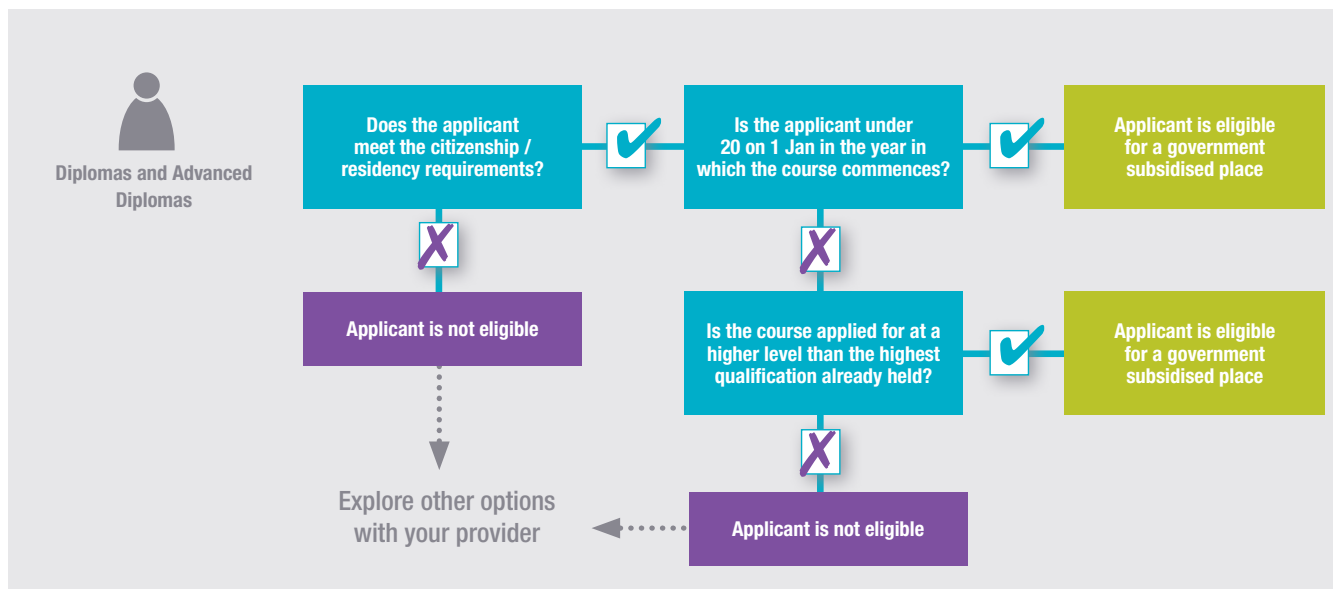 Diplomas and Advanced
Diplomas
Does the applicant
meet the citizenship /
residency requirements?
Is the applicant under
20 on 1 Jan in the year in
which the course commences?
Applicant is eligible
for a government
subsidised place
Applicant is not eligible
Is the course applied for at a
higher level than the highest
qualification already held?
Applicant is eligible
for a government
subsidised place
Explore other options
with your provider
Applicant is not eligible